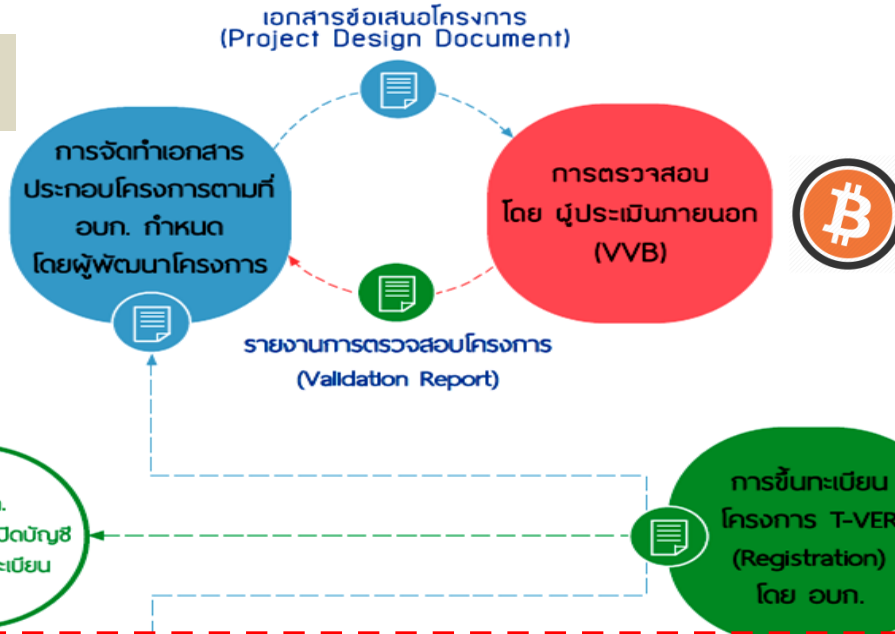 เอกสารข้อเสนอโครงการ
(Project Design Document)
การจัดทำเอกสาร
ประกอบโครงการตามที่
อบก. กำหนด
โดยผู้พัฒนาโครงการ
การตรวจสอบ
โดย ผู้ประเมินภายนอก
(VVB)
รายงานการตรวจสอบโครงการ
(Validation Report)
การขึ้นทะเบียน
โครงการ T-VER
(Registration)
โดย อบก.